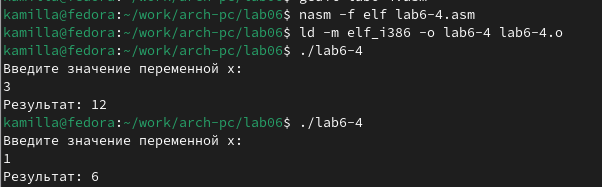 kamilla@fedora:~/work/arch-pc/lab06$ nasm -f elf lab6-4.asm
kamilla@fedora:~/work/arch-pc/lab06$ ld -m elf_i386 -o lab6-4 lab6-4.o
kamilla@fedora:~/work/arch-pc/lab06$ ./lab6-4
Введите значение переменной x:
3
Результат: 12
kamilla@fedora:~/work/arch-pc/lab06$ ./lab6-4
Введите значение переменной x:
1
Результат: 6